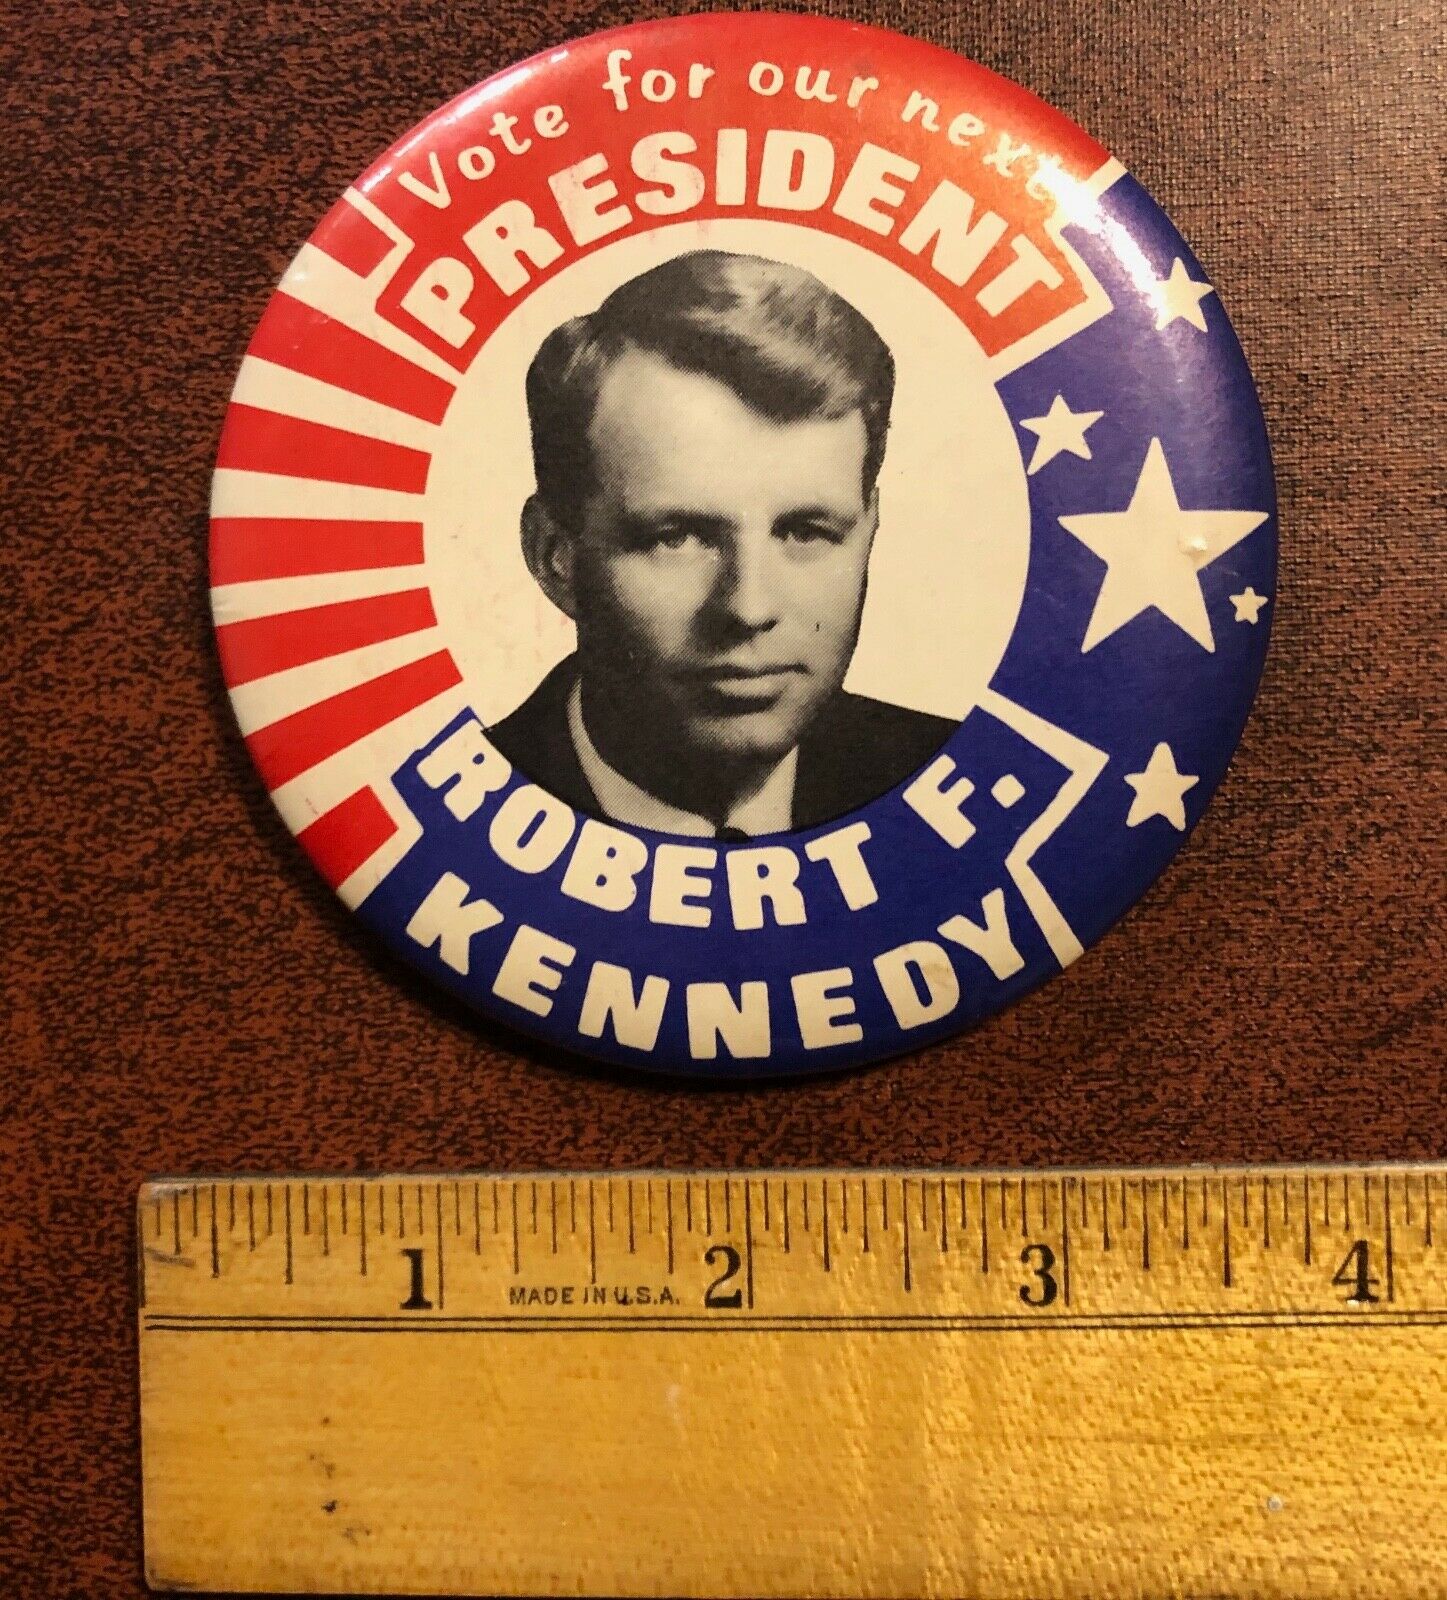 Vote for our next
PRESIDENT
ROBERT F.
KENNEDY
1 2 3 4
MADE IN U.S.A.